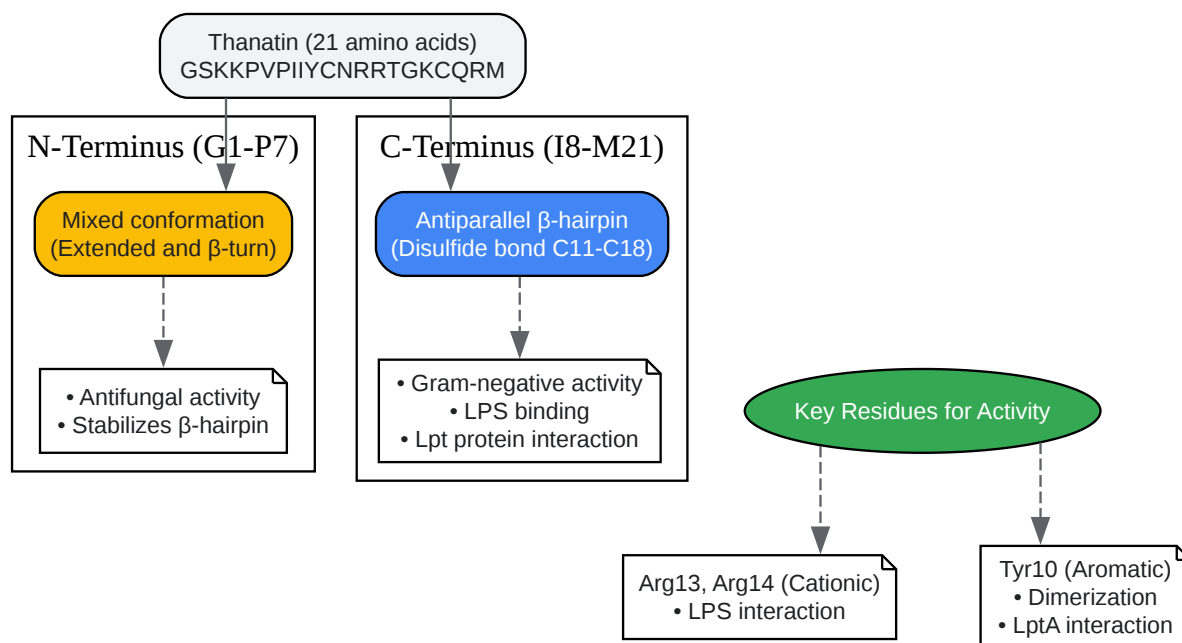 Thanatin (21 amino acids)
GSKKPVPIIYCNRRTGKCQRM
N-Terminus (G1-P7)
Mixed conformation
(Extended and β-turn)
• Antifungal activity
• Stabilizes β-hairpin
C-Terminus (I8-M21)
Antiparallel β-hairpin
(Disulfide bond C11-C18)
• Gram-negative activity
• LPS binding
• Lpt protein interaction
Key Residues for Activity
Arg13, Arg14 (Cationic)
• LPS interaction
Tyr10 (Aromatic)
• Dimerization
• LptA interaction